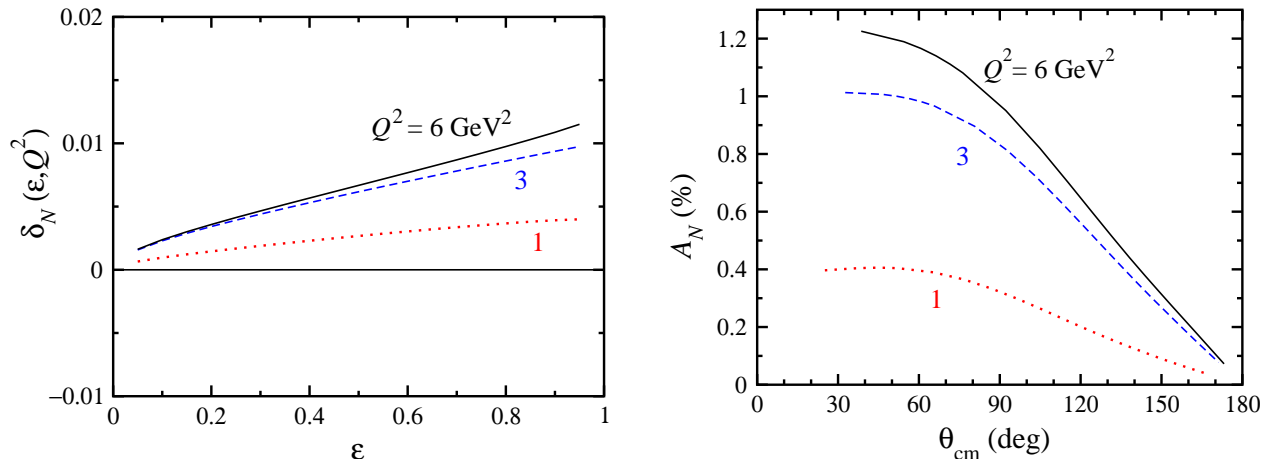 0.02
0.01
0
−0.01
δN (ε,Q²)
Q² = 6 GeV²
3
1
0 0.2 0.4 0.6 0.8 1
ε
1.2
1
0.8
0.6
0.4
0.2
0
AN (%)
Q² = 6 GeV²
3
1
0 30 60 90 120 150 180
θcm (deg)